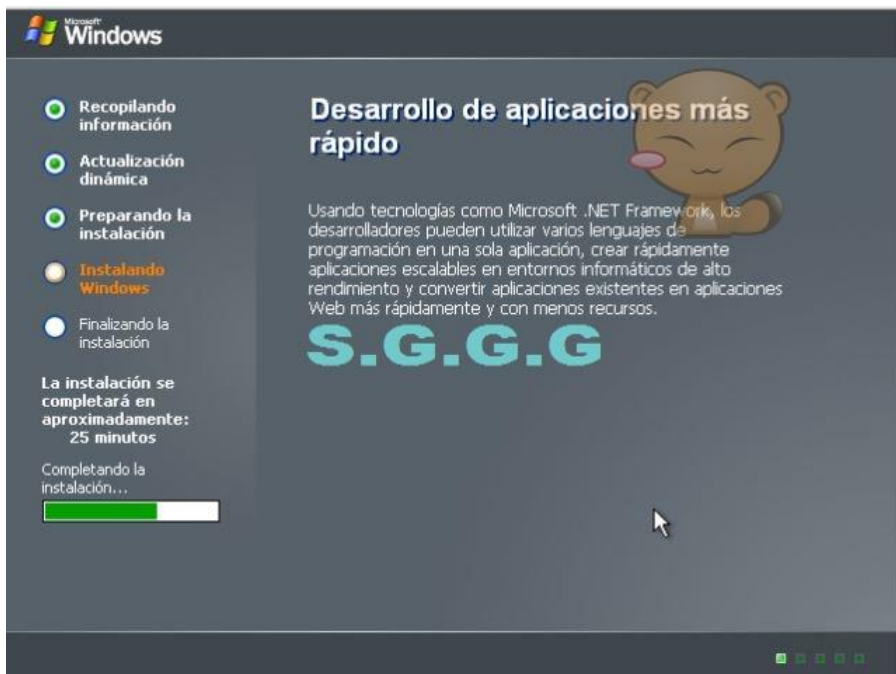 Microsoft
Windows
Recopilando
información
Actualización
dinámica
Preparando la
instalación
Instalando
Windows
Finalizando la
instalación
La instalación se
completará en
aproximadamente:
25 minutos
Completando la
instalación...
Desarrollo de aplicaciones más
rápido
Usando tecnologías como Microsoft .NET Framework, los
desarrolladores pueden utilizar varios lenguajes de
programación en una sola aplicación, crear rápidamente
aplicaciones escalables en entornos informáticos de alto
rendimiento y convertir aplicaciones existentes en aplicaciones
Web más rápidamente y con menos recursos.
S.G.G.G